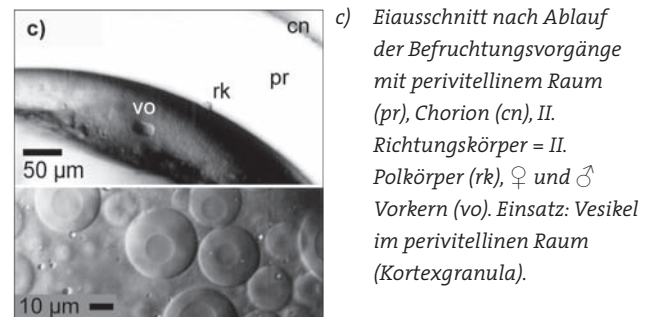 c)
cn
pr
rk
vo
50 µm
10 µm
c) Eiausschnitt nach Ablauf
der Befruchtungsvorgänge
mit perivitellinem Raum
(pr), Chorion (cn), II.
Richtungskörper = II.
Polkörper (rk), ♀ und ♂
Vorkern (vo). Einsatz: Vesikel
im perivitellinen Raum
(Kortexgranula).